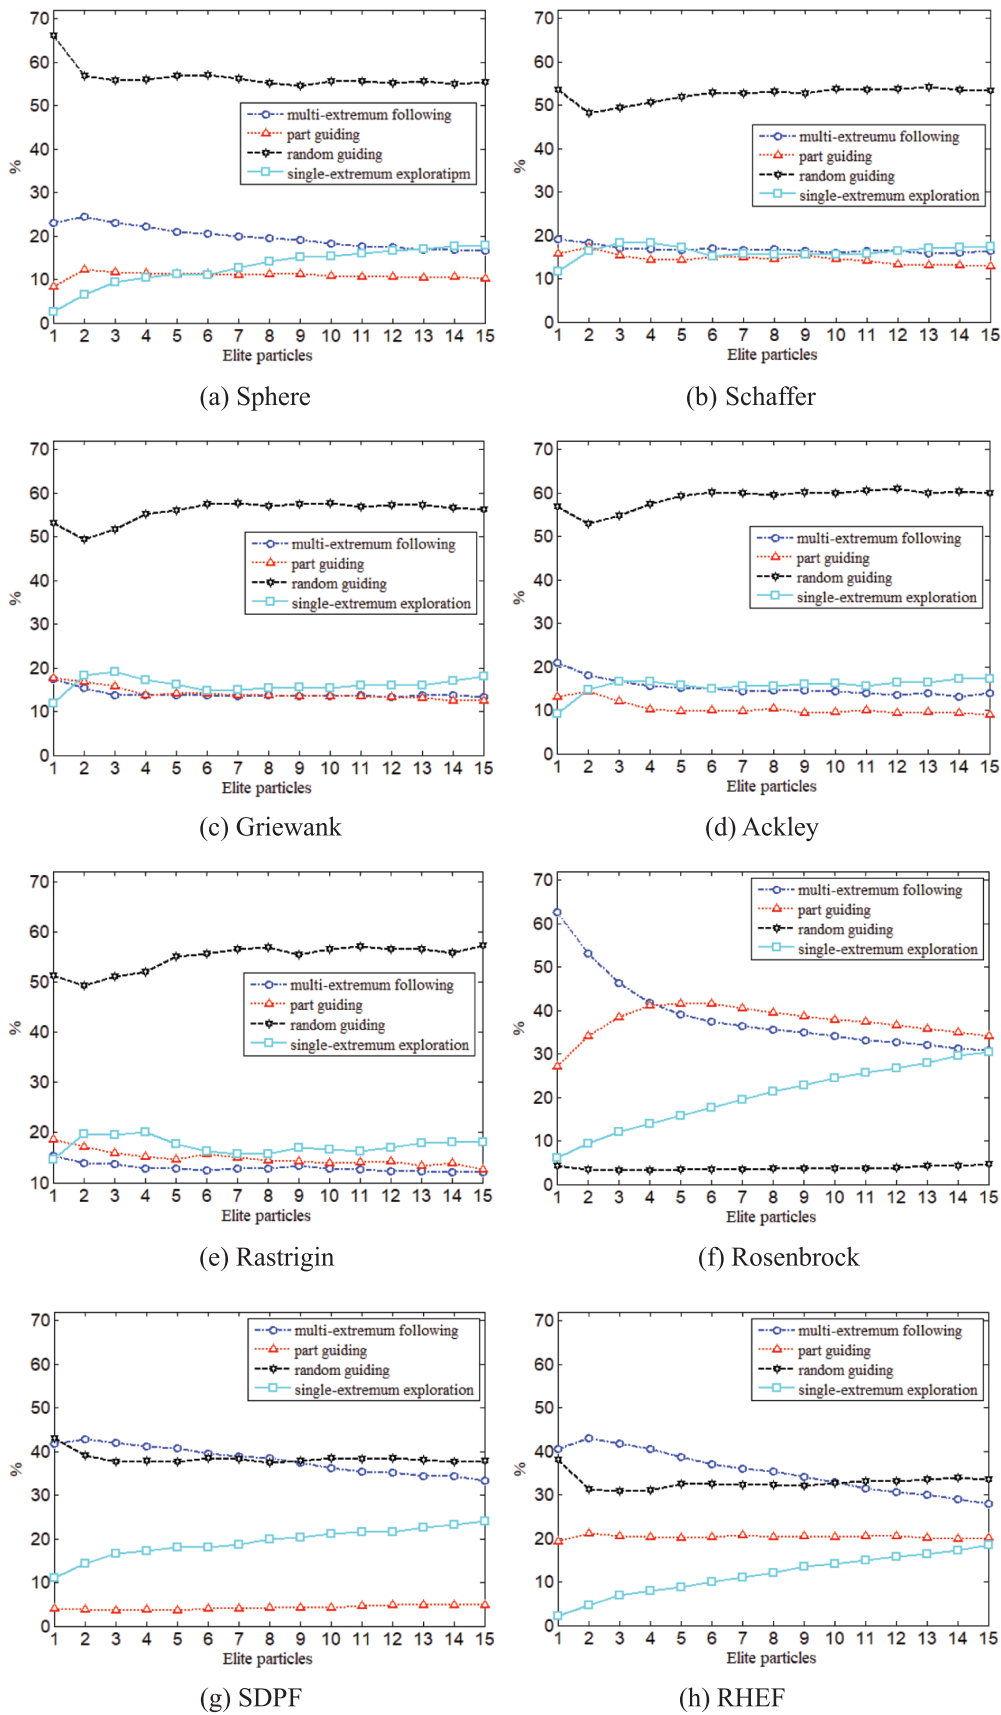 70
60
50
40
30
20
10
0
%
multi-extremum following
part guiding
random guiding
single-extremum exploratipm
1 2 3 4 5 6 7 8 9 10 11 12 13 14 15
Elite particles
(a) Sphere
70
60
50
40
30
20
10
0
%
multi-extreumu following
part guiding
random guiding
single-extremum exploration
1 2 3 4 5 6 7 8 9 10 11 12 13 14 15
Elite particles
(b) Schaffer
70
60
50
40
30
20
10
0
%
multi-extremum following
part guiding
random guiding
single-extremum exploration
1 2 3 4 5 6 7 8 9 10 11 12 13 14 15
Elite particles
(c) Griewank
70
60
50
40
30
20
10
0
%
multi-extremum following
part guiding
random guiding
single-extremum exploration
1 2 3 4 5 6 7 8 9 10 11 12 13 14 15
Elite particles
(d) Ackley
70
60
50
40
30
20
10
%
multi-extremum following
part guiding
random guiding
single-extremum exploration
1 2 3 4 5 6 7 8 9 10 11 12 13 14 15
Elite particles
(e) Rastrigin
70
60
50
40
30
20
10
0
%
multi-extremum following
part guiding
random guiding
single-extremum exploration
1 2 3 4 5 6 7 8 9 10 11 12 13 14 15
Elite particles
(f) Rosenbrock
70
60
50
40
30
20
10
0
%
multi-extremum following
part guiding
random guiding
single-extremum exploration
1 2 3 4 5 6 7 8 9 10 11 12 13 14 15
Elite particles
(g) SDPF
70
60
50
40
30
20
10
0
%
multi-extremum following
part guiding
random guiding
single-extremum exploration
1 2 3 4 5 6 7 8 9 10 11 12 13 14 15
Elite particles
(h) RHEF